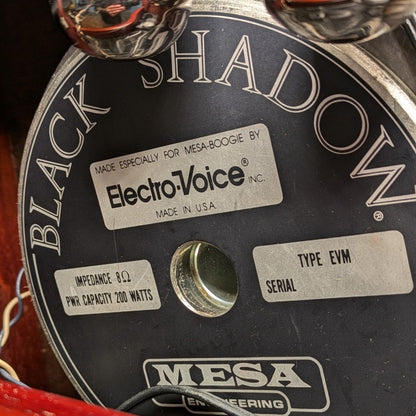 BLACK SHADOW®
MADE ESPECIALLY FOR MESA-BOOGIE BY
Electro-Voice® INC.
MADE IN U.S.A.
IMPEDANCE 8Ω
PWR CAPACITY 200 WATTS
TYPE EVM
SERIAL
MESA
ENGINEERING